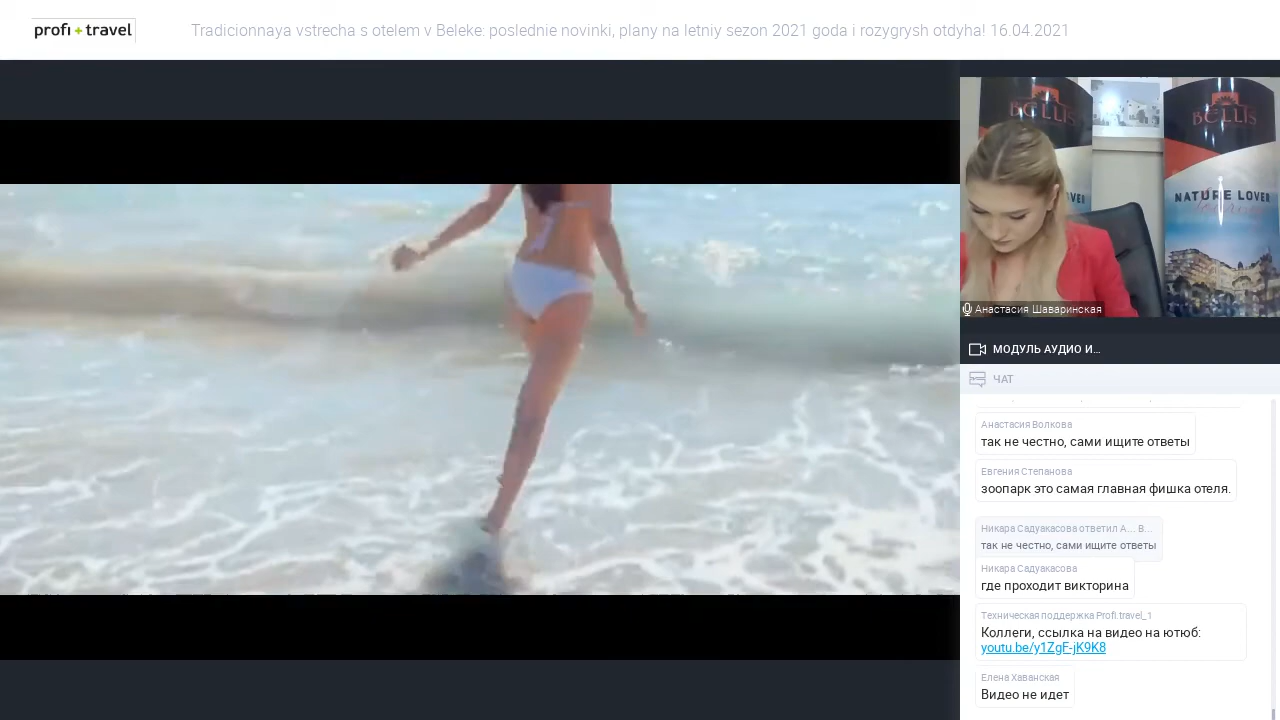 profi + travel
Tradicionnaya vstrecha s otelem v Beleke: poslednie novinki, plany na letniy sezon 2021 goda i rozygrysh otdyha! 16.04.2021
BELLIS
BELLIS
NATURE LOVER
Анастасия Шаваринская
МОДУЛЬ АУДИО И...
ЧАТ
Анастасия Волкова
так не честно, сами ищите ответы
Евгения Степанова
зоопарк это самая главная фишка отеля.
Никара Садуакасова ответил А... В...
так не честно, сами ищите ответы
Никара Садуакасова
где проходит викторина
Техническая поддержка Profi.travel_1
Коллеги, ссылка на видео на ютюб:
youtu.be/y1ZgF-jK9K8
Елена Хаванская
Видео не идет